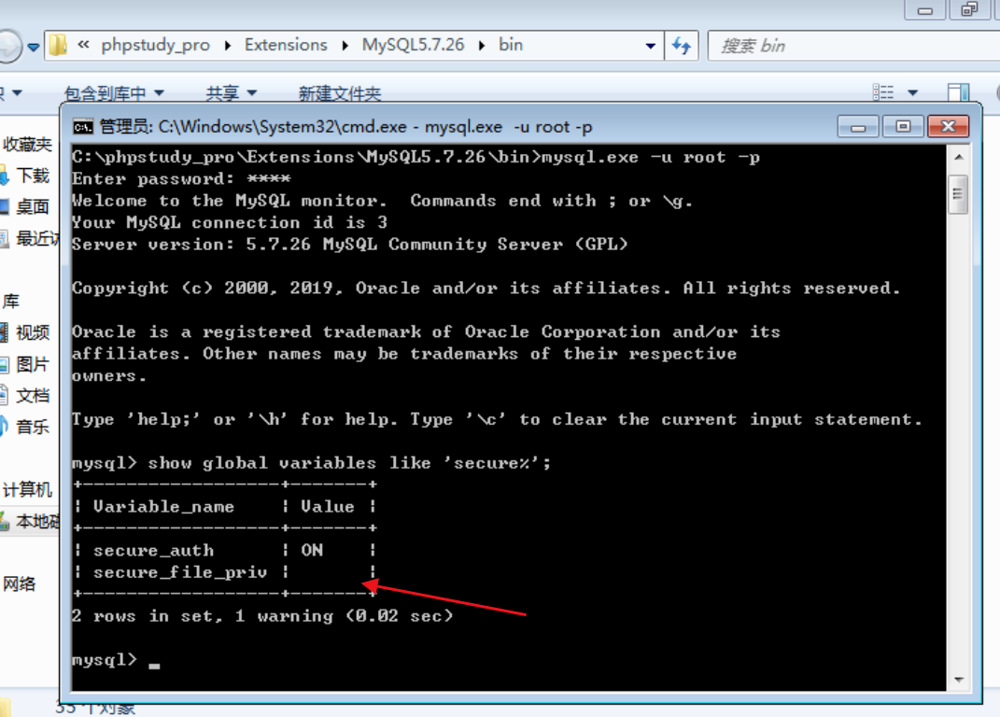 « phpstudy_pro Extensions MySQL5.7.26 bin
搜索 bin
包含到库中 共享 新建文件夹
管理员: C:\Windows\System32\cmd.exe - mysql.exe  -u root -p
收藏夹
下载
桌面
最近访
库
视频
图片
文档
音乐
计算机
本地磁
网络
C:\phpstudy_pro\Extensions\MySQL5.7.26\bin>mysql.exe -u root -p
Enter password: ****
Welcome to the MySQL monitor.  Commands end with ; or \g.
Your MySQL connection id is 3
Server version: 5.7.26 MySQL Community Server (GPL)
Copyright (c) 2000, 2019, Oracle and/or its affiliates. All rights reserved.
Oracle is a registered trademark of Oracle Corporation and/or its
affiliates. Other names may be trademarks of their respective
owners.
Type 'help;' or '\h' for help. Type '\c' to clear the current input statement.
mysql> show global variables like 'secure%';
+------------------+-------+
| Variable_name    | Value |
+------------------+-------+
| secure_auth      | ON    |
| secure_file_priv |       |
+------------------+-------+
2 rows in set, 1 warning (0.02 sec)
mysql> _
35 个对象